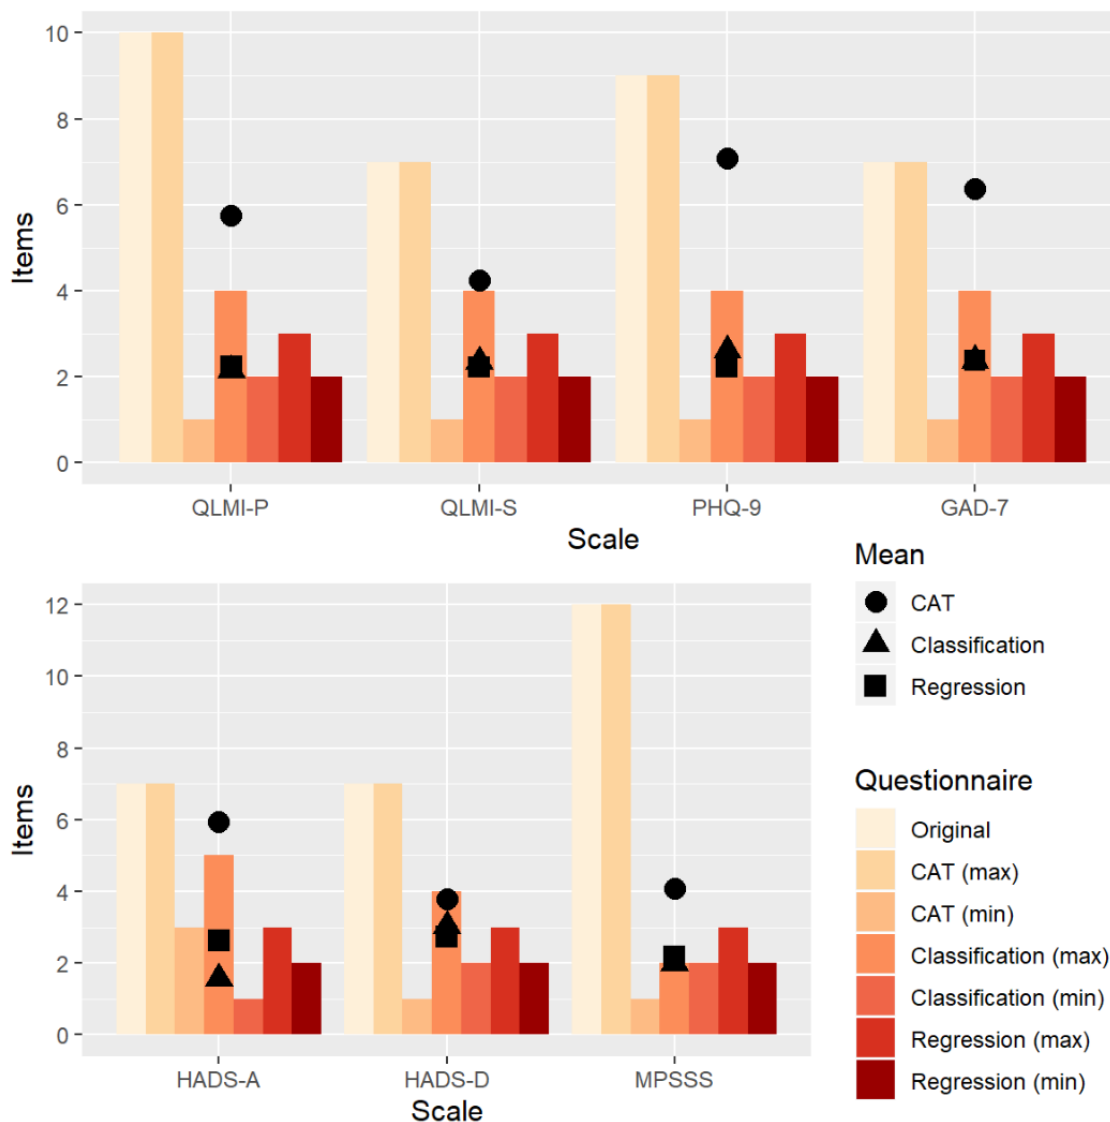 10
8
6
4
2
0
Items
QLMI-P QLMI-S PHQ-9 GAD-7
Scale
12
10
8
6
4
2
0
Items
HADS-A HADS-D MPSSS
Scale
Mean
CAT
Classification
Regression
Questionnaire
Original
CAT (max)
CAT (min)
Classification (max)
Classification (min)
Regression (max)
Regression (min)